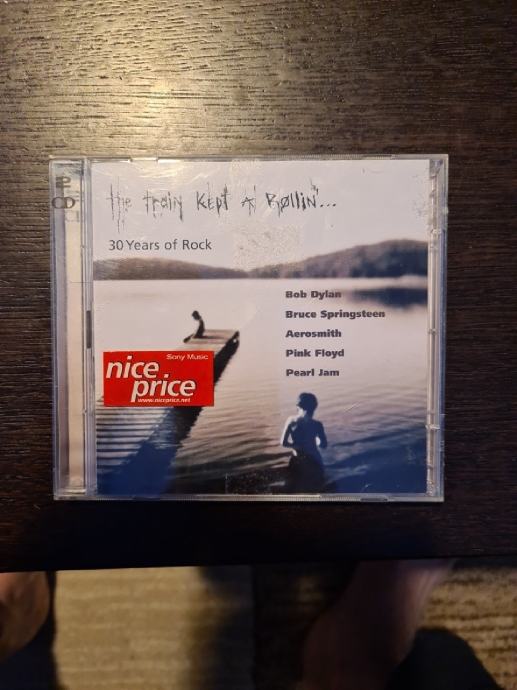 2
CD
the train kept a Røllin'...
30 Years of Rock
Bob Dylan
Bruce Springsteen
Aerosmith
Pink Floyd
Pearl Jam
Sony Music
nice
price
www.niceprice.net